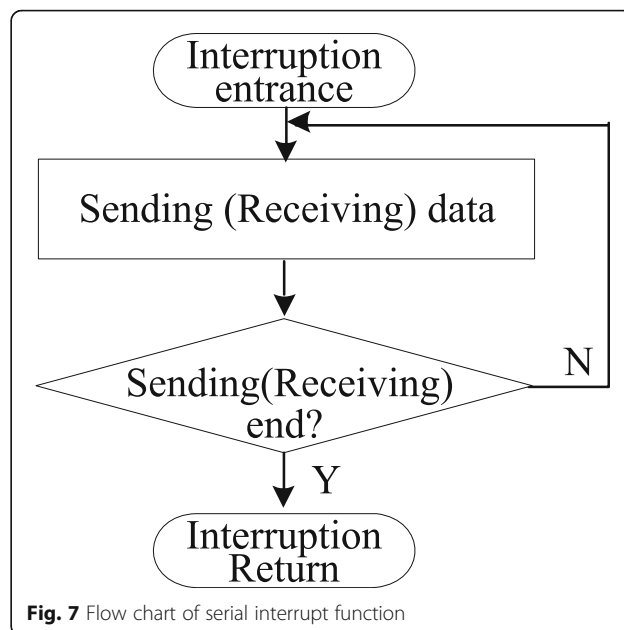 Interruption
entrance
Sending (Receiving) data
Sending(Receiving)
end?
N
Y
Interruption
Return
Fig. 7 Flow chart of serial interrupt function